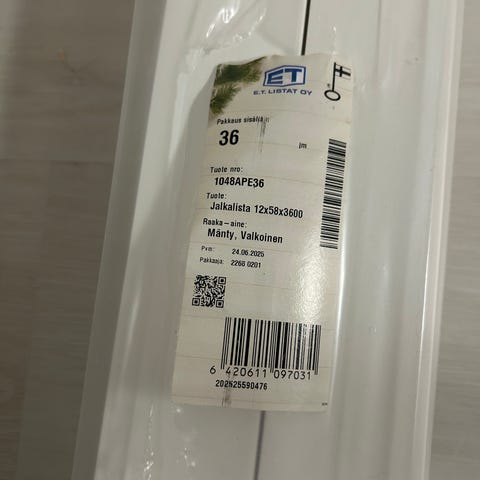 ET
E.T. LISTAT OY
Pakkaus sisältää
36 jm
Tuote nro:
1048APE36
Tuote:
Jalkalista 12x58x3600
Raaka-aine:
Mänty, Valkoinen
Pvm: 24.06.2025
Pakkaaja: 2266 0201
6 420611 097031
202525590476